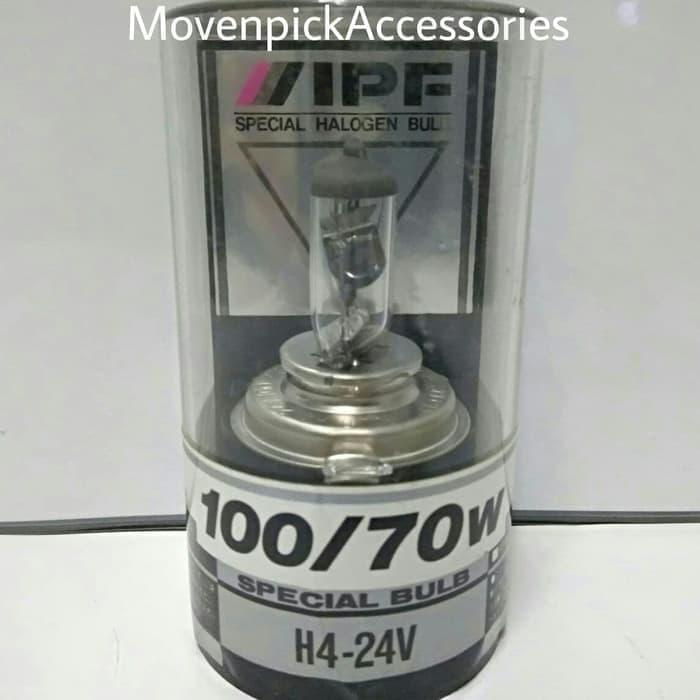 MovenpickAccessories
IPF
SPECIAL HALOGEN BULB
100/70W
SPECIAL BULB
H4-24V